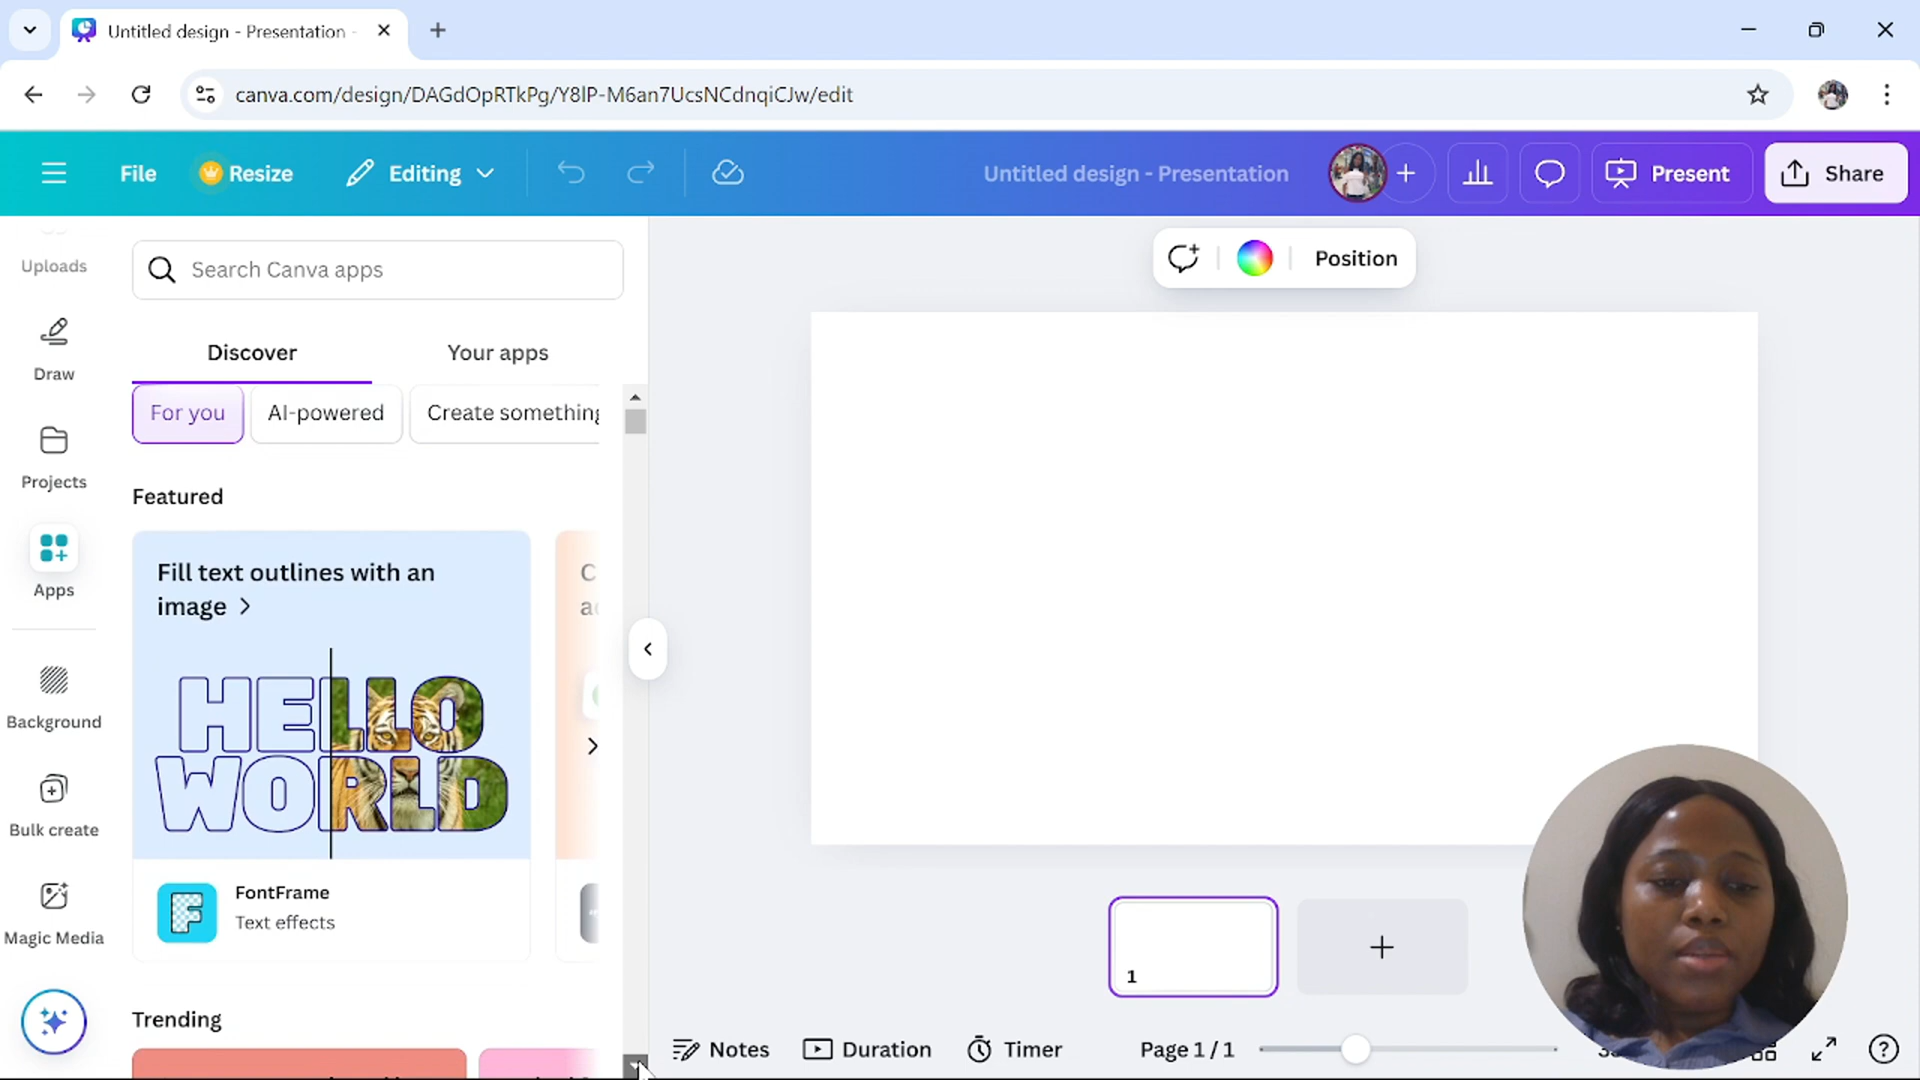 Untitled design - Presentation -
canva.com/design/DAGdOpRTkPg/Y8lP-M6an7UcsNCdnqiCJw/edit
File
Resize
Editing
Untitled design - Presentation
Present
Share
Uploads
Draw
Projects
Apps
Background
Bulk create
Magic Media
Search Canva apps
Discover
Your apps
For you
AI-powered
Create something
Featured
Fill text outlines with an
image
HELLO
WORLD
FontFrame
Text effects
Trending
Position
1
Notes
Duration
Timer
Page 1 / 1